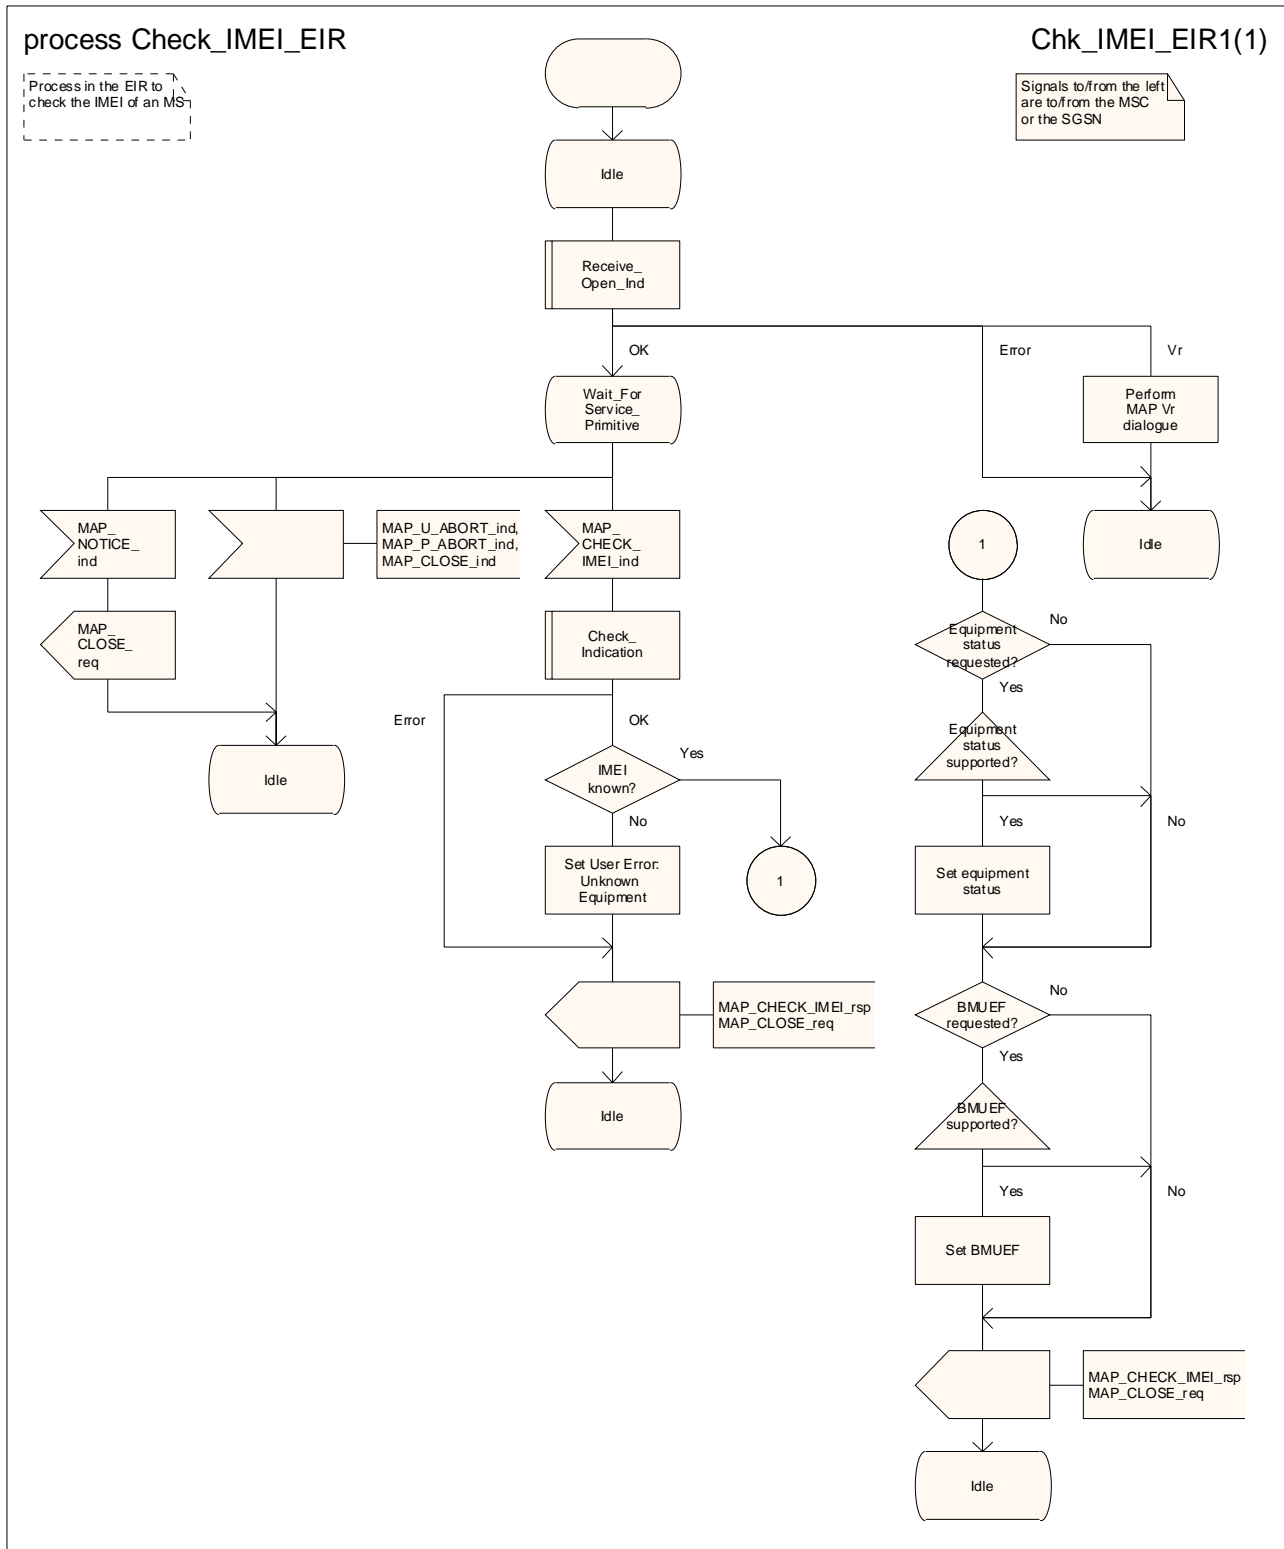 process Check_IMEI_EIR
Chk_IMEI_EIR1(1)
Process in the EIR to
check the IMEI of an MS
Signals to/from the left
are to/from the MSC
or the SGSN
Idle
Receive_
Open_Ind
OK
Error
Vr
Wait_For
Service_
Primitive
Perform
MAP Vr
dialogue
MAP_
NOTICE_
ind
MAP_U_ABORT_ind,
MAP_P_ABORT_ind,
MAP_CLOSE_ind
MAP_
CHECK_
IMEI_ind
1
Idle
MAP_
CLOSE_
req
Check_
Indication
Equipment
status
requested?
No
Yes
Error
OK
Equipment
status
supported?
Idle
IMEI
known?
Yes
No
Yes
No
Set User Error:
Unknown
Equipment
1
Set equipment
status
MAP_CHECK_IMEI_rsp
MAP_CLOSE_req
BMUEF
requested?
No
Yes
Idle
BMUEF
supported?
Yes
No
Set BMUEF
MAP_CHECK_IMEI_rsp
MAP_CLOSE_req
Idle